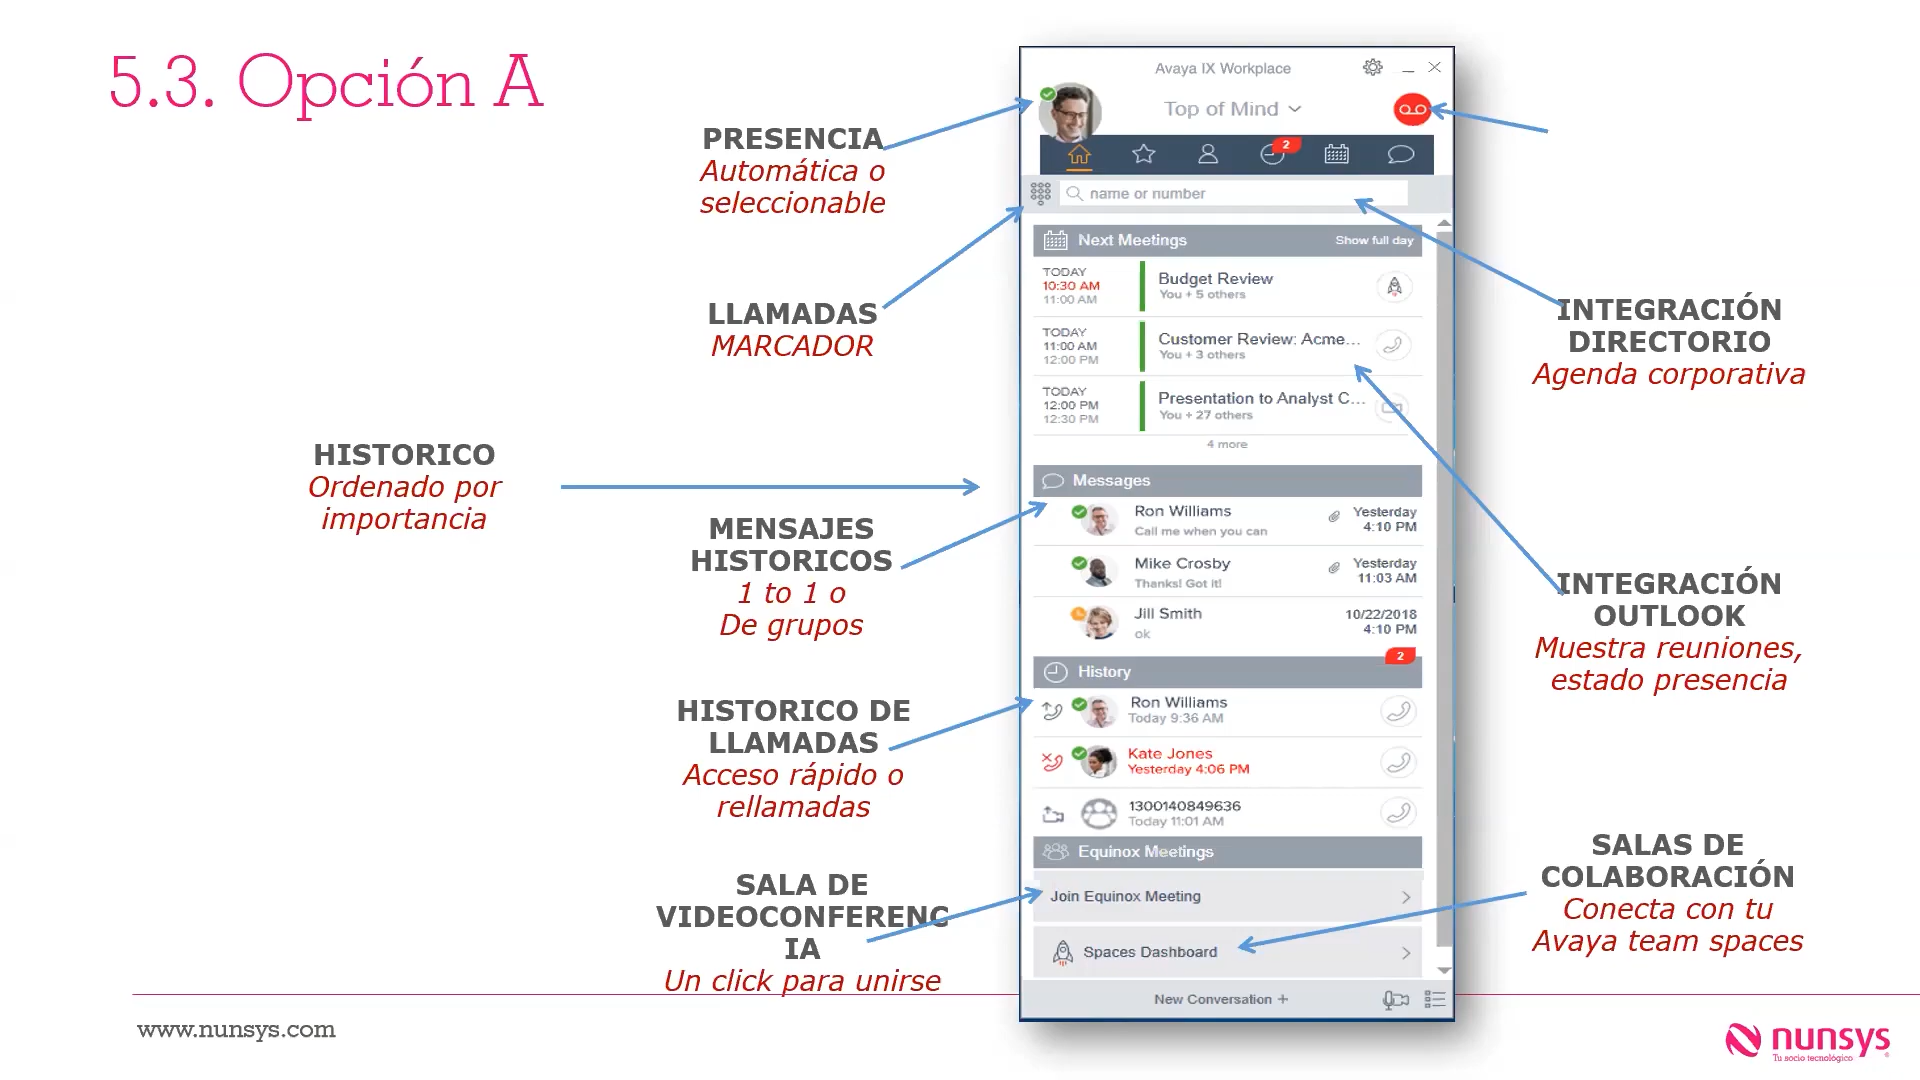 5.3. Opción A
PRESENCIA
Automática o
seleccionable
LLAMADAS
MARCADOR
HISTORICO
Ordenado por
importancia
MENSAJES
HISTORICOS
1 to 1 o
De grupos
HISTORICO DE
LLAMADAS
Acceso rápido o
rellamadas
SALA DE
VIDEOCONFERENC
IA
Un click para unirse
Avaya IX Workplace
Top of Mind
2
name or number
Next Meetings Show full day
TODAY
10:30 AM
11:00 AM
Budget Review
You + 5 others
TODAY
11:00 AM
12:00 PM
Customer Review: Acme...
You + 3 others
TODAY
12:00 PM
12:30 PM
Presentation to Analyst C...
You + 27 others
4 more
Messages
Ron Williams
Call me when you can
Yesterday
4:10 PM
Mike Crosby
Thanks! Got it!
Yesterday
11:03 AM
Jill Smith
ok
10/22/2018
4:10 PM
History
2
Ron Williams
Today 9:36 AM
Kate Jones
Yesterday 4:06 PM
1300140849636
Today 11:01 AM
Equinox Meetings
Join Equinox Meeting
Spaces Dashboard
New Conversation +
INTEGRACIÓN
DIRECTORIO
Agenda corporativa
INTEGRACIÓN
OUTLOOK
Muestra reuniones,
estado presencia
SALAS DE
COLABORACIÓN
Conecta con tu
Avaya team spaces
www.nunsys.com
nunsys
Tu socio tecnológico